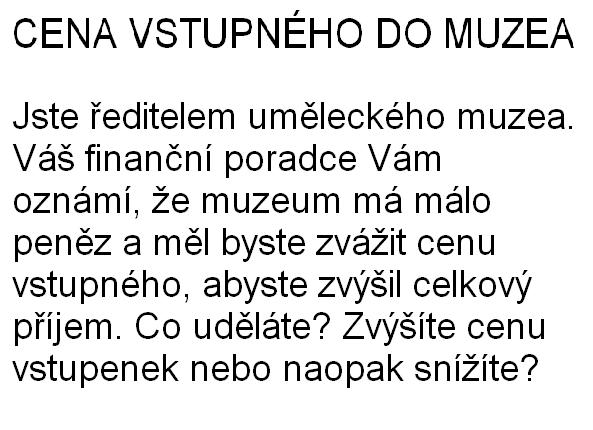 CENA VSTUPNÉHO DO MUZEA
Jste ředitelem uměleckého muzea.
Váš finanční poradce Vám
oznámí, že muzeum má málo
peněz a měl byste zvážit cenu
vstupného, abyste zvýšil celkový
příjem. Co uděláte? Zvýšíte cenu
vstupenek nebo naopak snížíte?